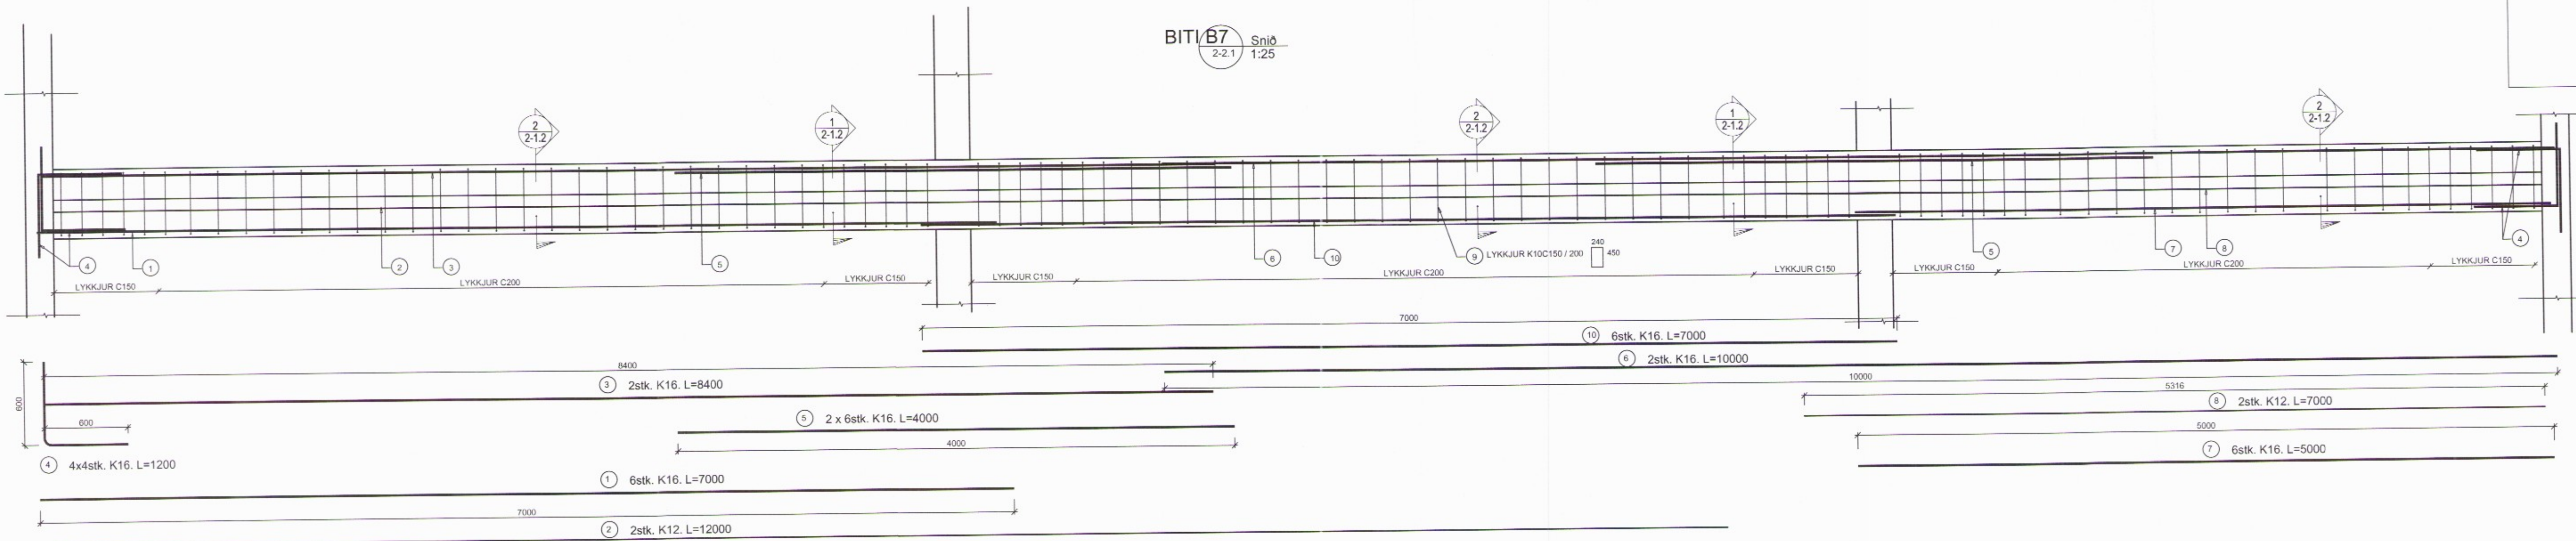 BITI B7 Snið
2-2.1 1:25
2
2-1.2
1
2-1.2
2
2-1.2
1
2-1.2
2
2-1.2
4
1
2
3
5
6
10
9 LYKKJUR K10C150 / 200
240
450
5
7
8
4
LYKKJUR C150
LYKKJUR C200
LYKKJUR C150
LYKKJUR C150
LYKKJUR C200
LYKKJUR C150
LYKKJUR C150
LYKKJUR C200
LYKKJUR C150
7000
10 6stk. K16. L=7000
8400
6 2stk. K16. L=10000
3 2stk. K16. L=8400
10000
5316
8 2stk. K12. L=7000
600
600
5 2 x 6stk. K16. L=4000
4000
5000
7 6stk. K16. L=5000
4 4x4stk. K16. L=1200
1 6stk. K16. L=7000
7000
2 2stk. K12. L=12000